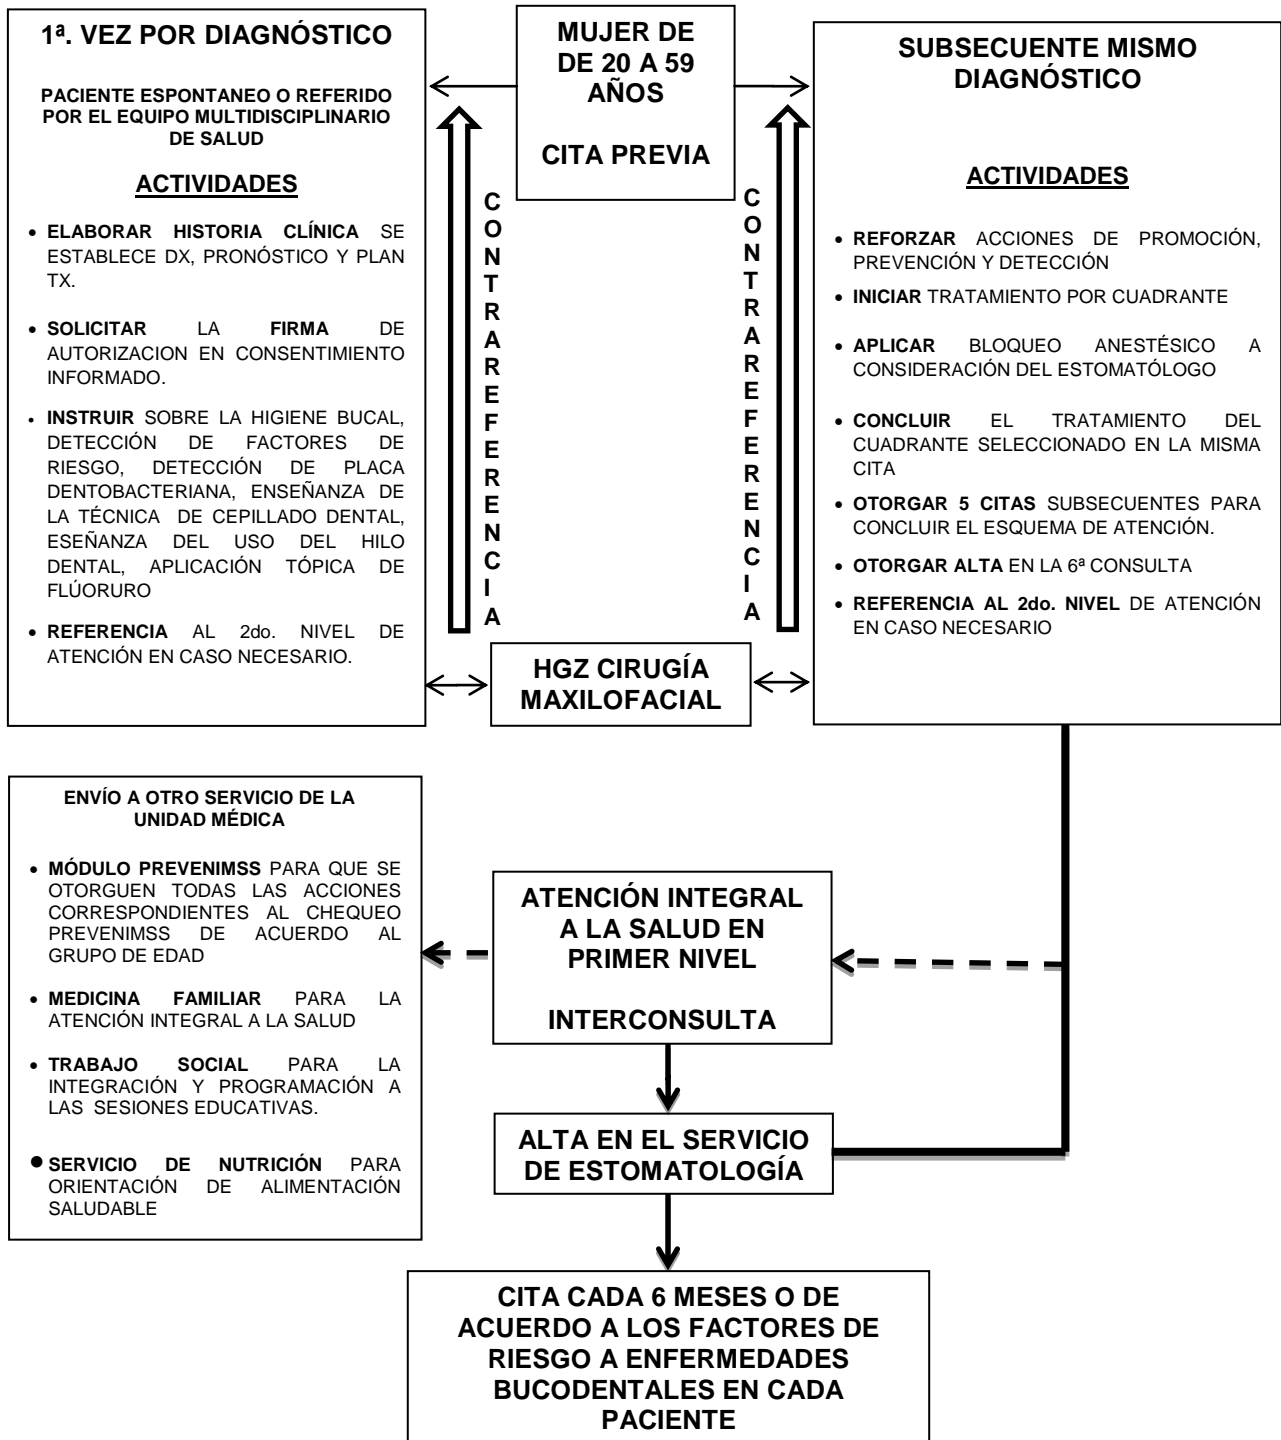 1ª. VEZ POR DIAGNÓSTICO
PACIENTE ESPONTANEO O REFERIDO
POR EL EQUIPO MULTIDISCIPLINARIO
DE SALUD
ACTIVIDADES
• ELABORAR HISTORIA CLÍNICA SE
ESTABLECE DX, PRONÓSTICO Y PLAN
TX.
• SOLICITAR LA FIRMA DE
AUTORIZACION EN CONSENTIMIENTO
INFORMADO.
• INSTRUIR SOBRE LA HIGIENE BUCAL,
DETECCIÓN DE FACTORES DE
RIESGO, DETECCIÓN DE PLACA
DENTOBACTERIANA, ENSEÑANZA DE
LA TÉCNICA DE CEPILLADO DENTAL,
ESEÑANZA DEL USO DEL HILO
DENTAL, APLICACIÓN TÓPICA DE
FLÚORURO
• REFERENCIA AL 2do. NIVEL DE
ATENCIÓN EN CASO NECESARIO.
CONTRAREFERENCIA
MUJER DE
DE 20 A 59
AÑOS
CITA PREVIA
CONTRAREFERENCIA
HGZ CIRUGÍA
MAXILOFACIAL
SUBSECUENTE MISMO
DIAGNÓSTICO
ACTIVIDADES
• REFORZAR ACCIONES DE PROMOCIÓN,
PREVENCIÓN Y DETECCIÓN
• INICIAR TRATAMIENTO POR CUADRANTE
• APLICAR BLOQUEO ANESTÉSICO A
CONSIDERACIÓN DEL ESTOMATÓLOGO
• CONCLUIR EL TRATAMIENTO DEL
CUADRANTE SELECCIONADO EN LA MISMA
CITA
• OTORGAR 5 CITAS SUBSECUENTES PARA
CONCLUIR EL ESQUEMA DE ATENCIÓN.
• OTORGAR ALTA EN LA 6ª CONSULTA
• REFERENCIA AL 2do. NIVEL DE ATENCIÓN
EN CASO NECESARIO
ENVÍO A OTRO SERVICIO DE LA
UNIDAD MÉDICA
• MÓDULO PREVENIMSS PARA QUE SE
OTORGUEN TODAS LAS ACCIONES
CORRESPONDIENTES AL CHEQUEO
PREVENIMSS DE ACUERDO AL
GRUPO DE EDAD
• MEDICINA FAMILIAR PARA LA
ATENCIÓN INTEGRAL A LA SALUD
• TRABAJO SOCIAL PARA LA
INTEGRACIÓN Y PROGRAMACIÓN A
LAS SESIONES EDUCATIVAS.
• SERVICIO DE NUTRICIÓN PARA
ORIENTACIÓN DE ALIMENTACIÓN
SALUDABLE
ATENCIÓN INTEGRAL
A LA SALUD EN
PRIMER NIVEL
INTERCONSULTA
ALTA EN EL SERVICIO
DE ESTOMATOLOGÍA
CITA CADA 6 MESES O DE
ACUERDO A LOS FACTORES DE
RIESGO A ENFERMEDADES
BUCODENTALES EN CADA
PACIENTE